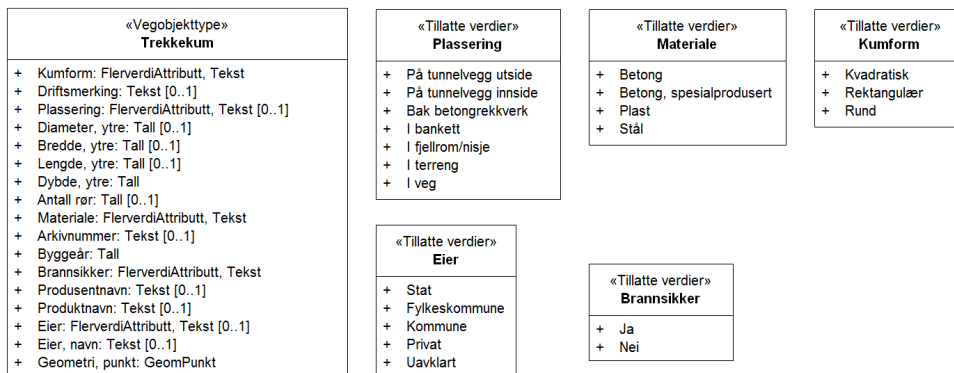 «Vegobjekttype»
Trekkekum
+ Kumform: FlerverdiAttributt, Tekst
+ Driftsmerking: Tekst [0..1]
+ Plassering: FlerverdiAttributt, Tekst [0..1]
+ Diameter, ytre: Tall [0..1]
+ Bredde, ytre: Tall [0..1]
+ Lengde, ytre: Tall [0..1]
+ Dybde, ytre: Tall
+ Antall rør: Tall [0..1]
+ Materiale: FlerverdiAttributt, Tekst
+ Arkivnummer: Tekst [0..1]
+ Byggeår: Tall
+ Brannsikker: FlerverdiAttributt, Tekst
+ Produsentnavn: Tekst [0..1]
+ Produktnavn: Tekst [0..1]
+ Eier: FlerverdiAttributt, Tekst [0..1]
+ Eier, navn: Tekst [0..1]
+ Geometri, punkt: GeomPunkt
«Tillatte verdier»
Plassering
+ På tunnelvegg utside
+ På tunnelvegg innside
+ Bak betongrekkverk
+ I bankett
+ I fjellrom/nisje
+ I terreng
+ I veg
«Tillatte verdier»
Materiale
+ Betong
+ Betong, spesialprodusert
+ Plast
+ Stål
«Tillatte verdier»
Kumform
+ Kvadratisk
+ Rektangulær
+ Rund
«Tillatte verdier»
Eier
+ Stat
+ Fylkeskommune
+ Kommune
+ Privat
+ Uavklart
«Tillatte verdier»
Brannsikker
+ Ja
+ Nei